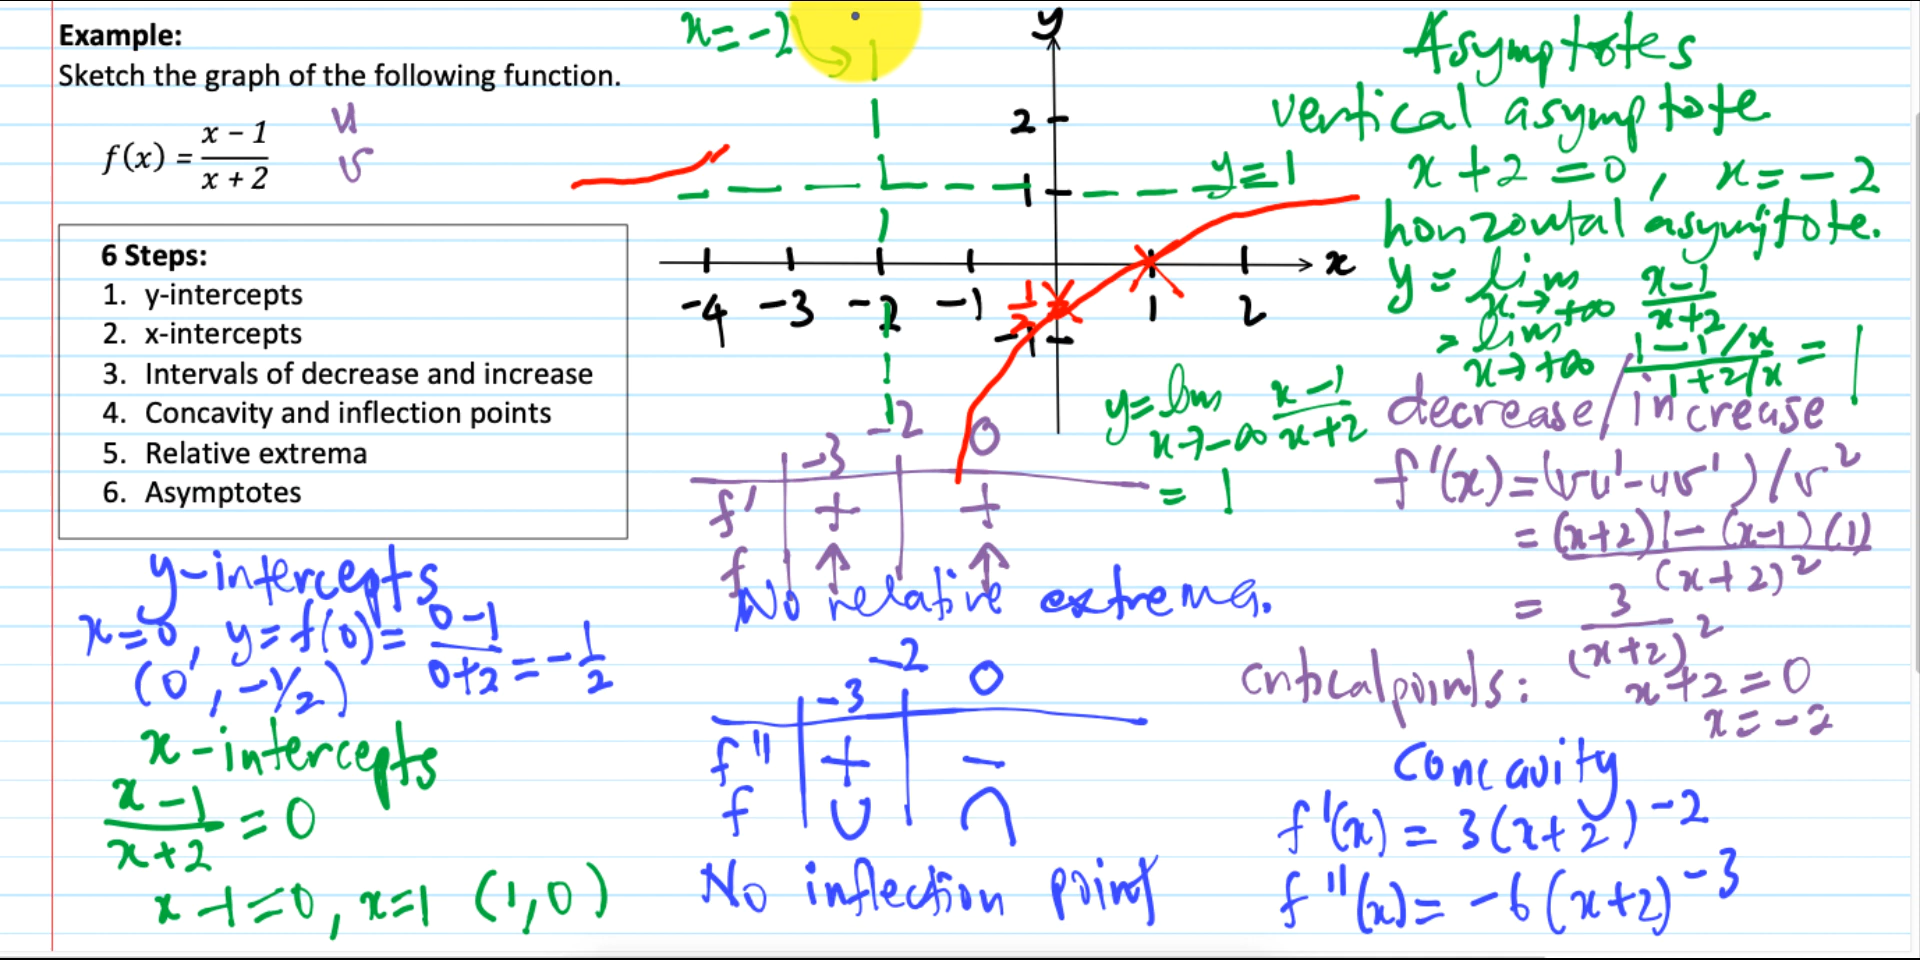 Example:
Sketch the graph of the following function.
f(x) = x - 1
x + 2
u
v
6 Steps:
1. y-intercepts
2. x-intercepts
3. Intervals of decrease and increase
4. Concavity and inflection points
5. Relative extrema
6. Asymptotes
y-intercepts
x=0, y=f(0)= 0-1
0+2 = -1/2
(0, -1/2)
x-intercepts
x-1
x+2 = 0
x-1=0, x=1 (1,0)
x=-2
y
2
1
y=1
-4 -3 -2 -1 1 2 x
-1/2
-1
y= lim x-1
x→-∞ x+2
= 1
-3 -2 0
f' + +
f ↑ ↑
No relative extrema.
-3 -2 0
f" + -
f ∪ ∩
No inflection point
Asymptotes
vertical asymptote
x+2=0, x=-2
horizontal asymptote.
y = lim x-1
x→+∞ x+2
= lim 1-1/x
x→+∞ 1+2/x = 1
decrease/increase
f'(x)=(vu'-uv')/v²
= (x+2)1-(x-1)(1)
(x+2)²
= 3
(x+2)²
Critical points: x+2=0
x=-2
Concavity
f'(x) = 3(x+2)-2
f"(x)= -6(x+2)-3